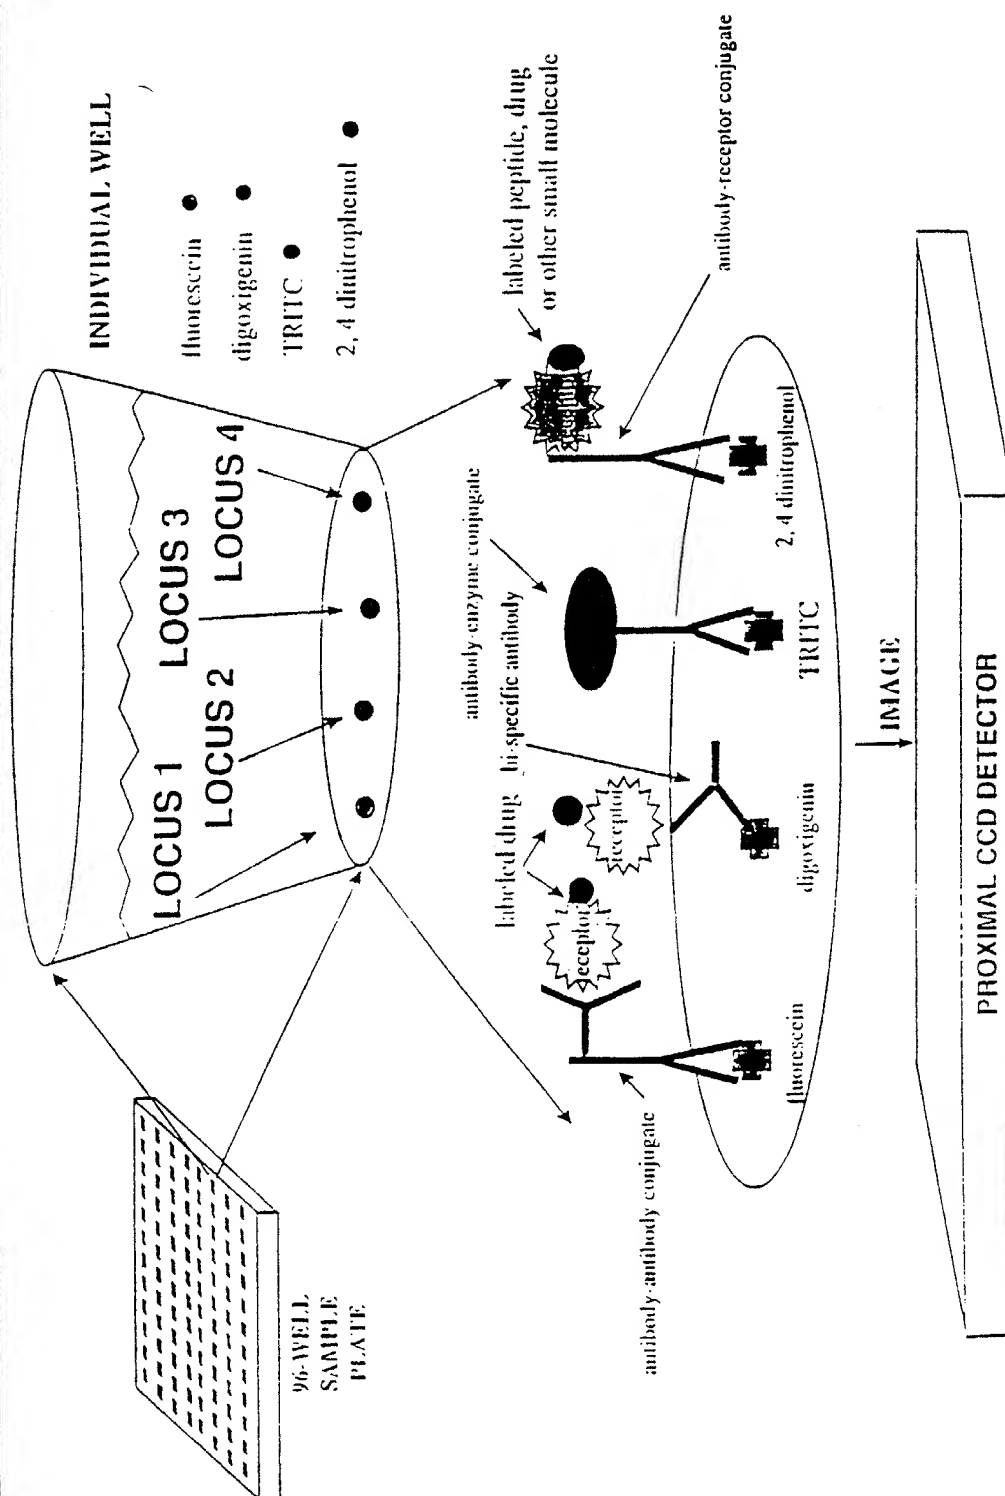 INDIVIDUAL WELL
fluorescein
digoxigenin
TRITC
2, 4 dinitrophenol
LOCUS 1
LOCUS 2
LOCUS 3
LOCUS 4
96-WELL
SAMPLE
PLATE
labeled peptide, drug
or other small molecule
antibody-receptor conjugate
antibody-enzyme conjugate
bi-specific antibody
labeled drug
receptor
receptor
antibody-antibody conjugate
fluorescein
digoxigenin
TRITC
2, 4 dinitrophenol
IMAGE
PROXIMAL CCD DETECTOR